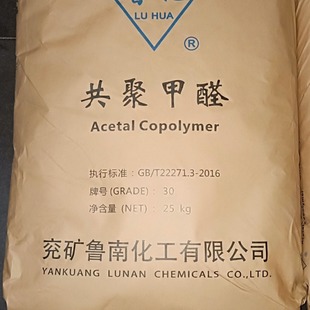 LU HUA
®
共聚甲醛
Acetal Copolymer
执行标准：GB/T22271.3-2016
牌号(GRADE)：30
净含量 (NET)：25 kg
兖矿鲁南化工有限公司
YANKUANG LUNAN CHEMICALS CO.,LTD.